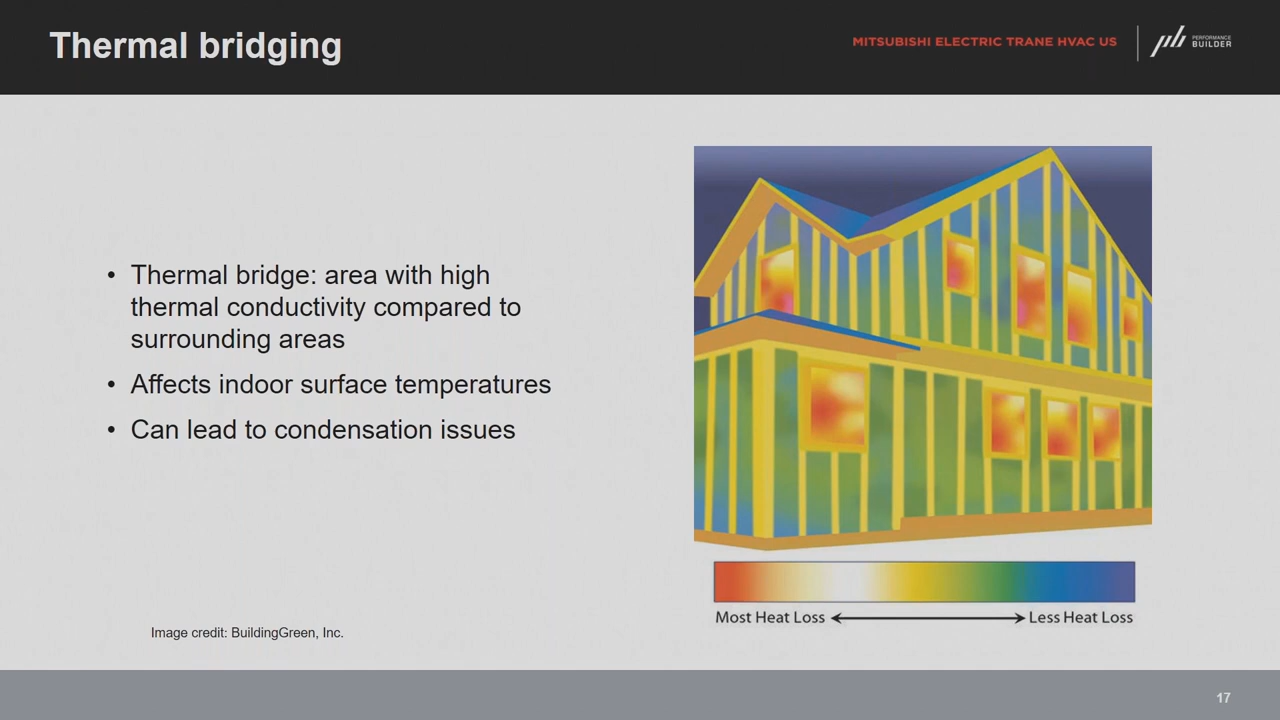 Thermal bridging
MITSUBISHI ELECTRIC TRANE HVAC US
PERFORMANCE
BUILDER
• Thermal bridge: area with high
thermal conductivity compared to
surrounding areas
• Affects indoor surface temperatures
• Can lead to condensation issues
Most Heat Loss
Less Heat Loss
Image credit: BuildingGreen, Inc.
17